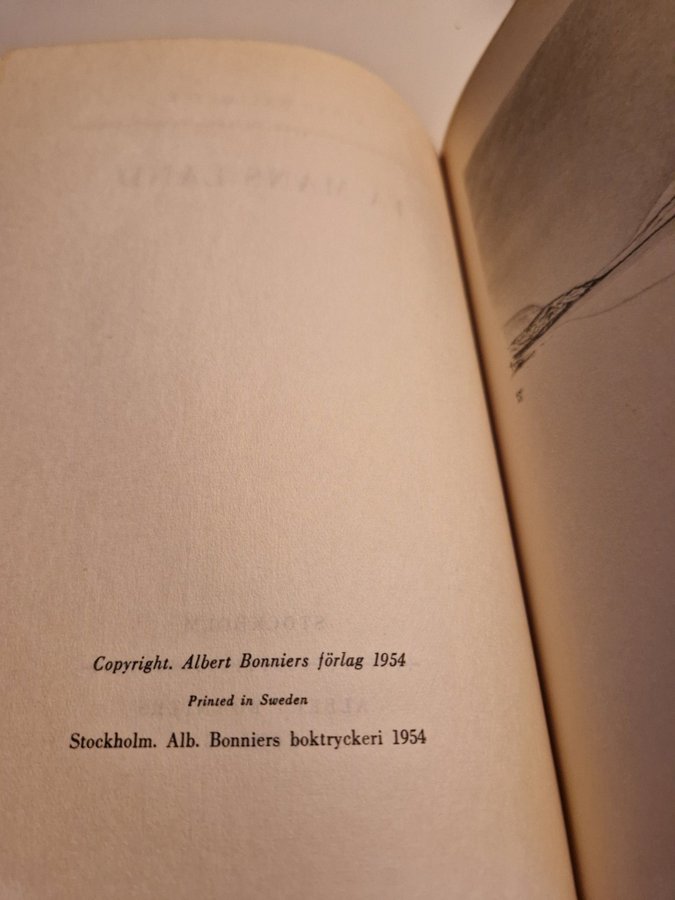 Copyright. Albert Bonniers förlag 1954
Printed in Sweden
Stockholm. Alb. Bonniers boktryckeri 1954